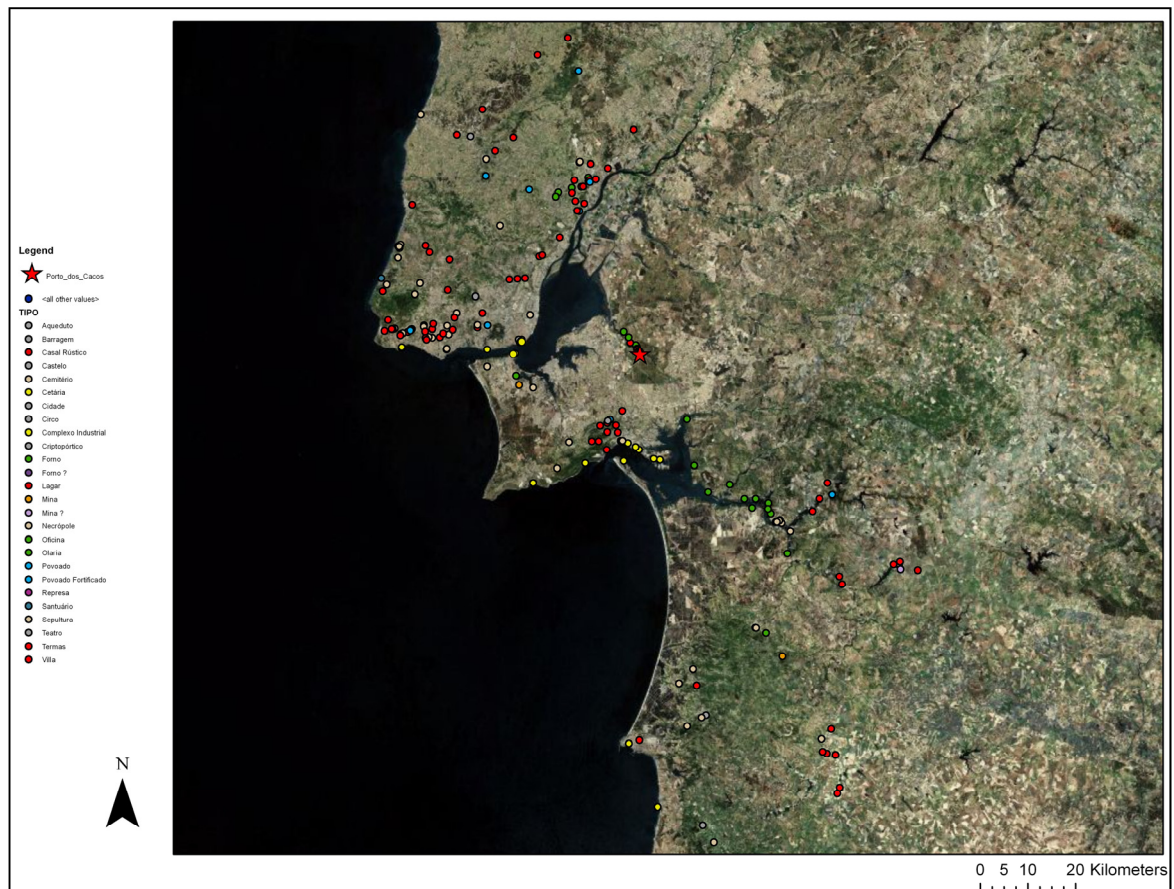 Legend
Porto_dos_Cacos
<all other values>
TIPO
Aqueduto
Barragem
Casal Rústico
Castelo
Cemitério
Cetária
Cidade
Circo
Complexo Industrial
Criptopórtico
Forno
Forno ?
Lagar
Mina
Mina ?
Necrópole
Oficina
Olaria
Povoado
Povoado Fortificado
Represa
Santuário
Sepultura
Teatro
Termas
Villa
N
0 5 10 20 Kilometers